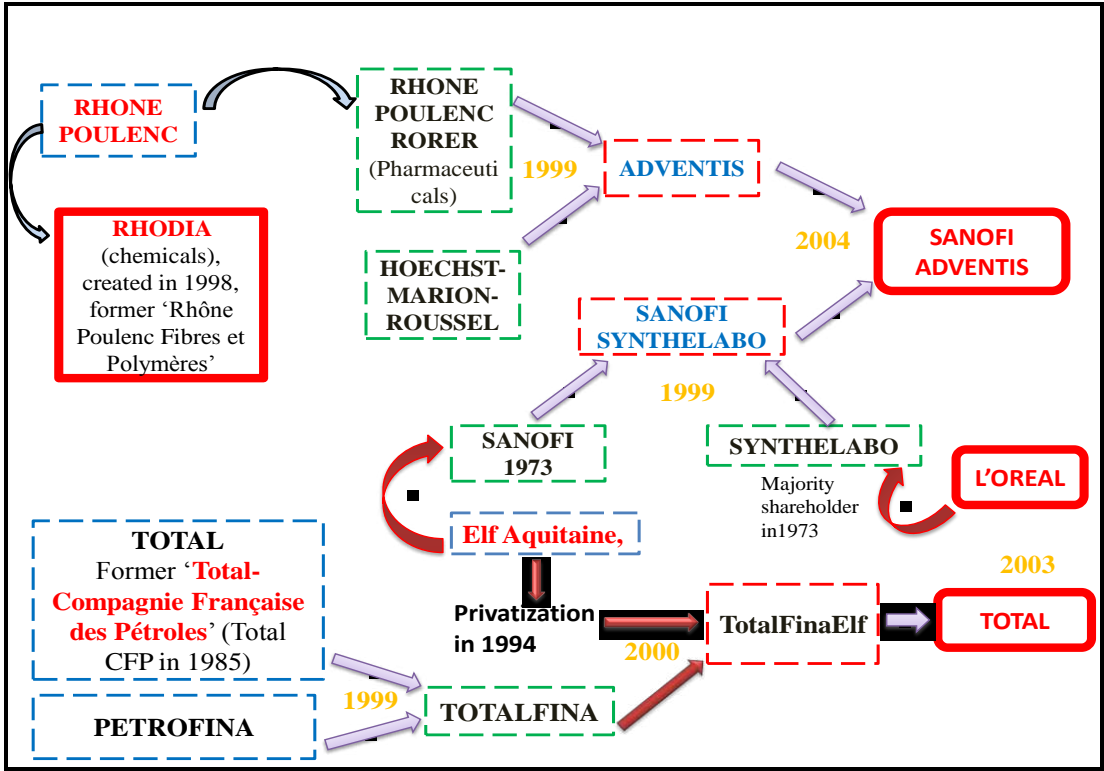 RHONE
POULENC
RHONE
POULENC
RORER
(Pharmaceuti
cals)
1999
ADVENTIS
RHODIA
(chemicals),
created in 1998,
former ‘Rhône
Poulenc Fibres et
Polymères’
HOECHST-
MARION-
ROUSSEL
2004
SANOFI
ADVENTIS
SANOFI
SYNTHELABO
1999
SANOFI
1973
SYNTHELABO
Majority
shareholder
in1973
L’OREAL
Elf Aquitaine,
TOTAL
Former ‘Total-
Compagnie Française
des Pétroles’ (Total
CFP in 1985)
Privatization
in 1994
2000
TotalFinaElf
2003
TOTAL
1999
PETROFINA
TOTALFINA